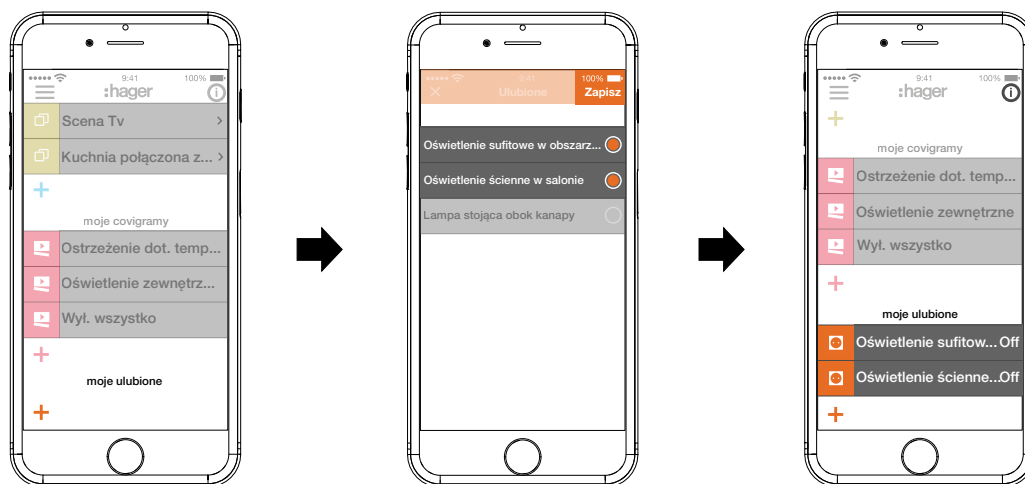 9:41 100%
:hager
Scena Tv
Kuchnia połączona z...
moje covigramy
Ostrzeżenie dot. temp...
Oświetlenie zewnętrz...
Wył. wszystko
moje ulubione
9:41 100%
Ulubione Zapisz
Oświetlenie sufitowe w obszarz...
Oświetlenie ścienne w salonie
Lampa stojąca obok kanapy
9:41 100%
:hager
moje covigramy
Ostrzeżenie dot. temp...
Oświetlenie zewnętrzne
Wył. wszystko
moje ulubione
Oświetlenie sufitow... Off
Oświetlenie ścienne... Off